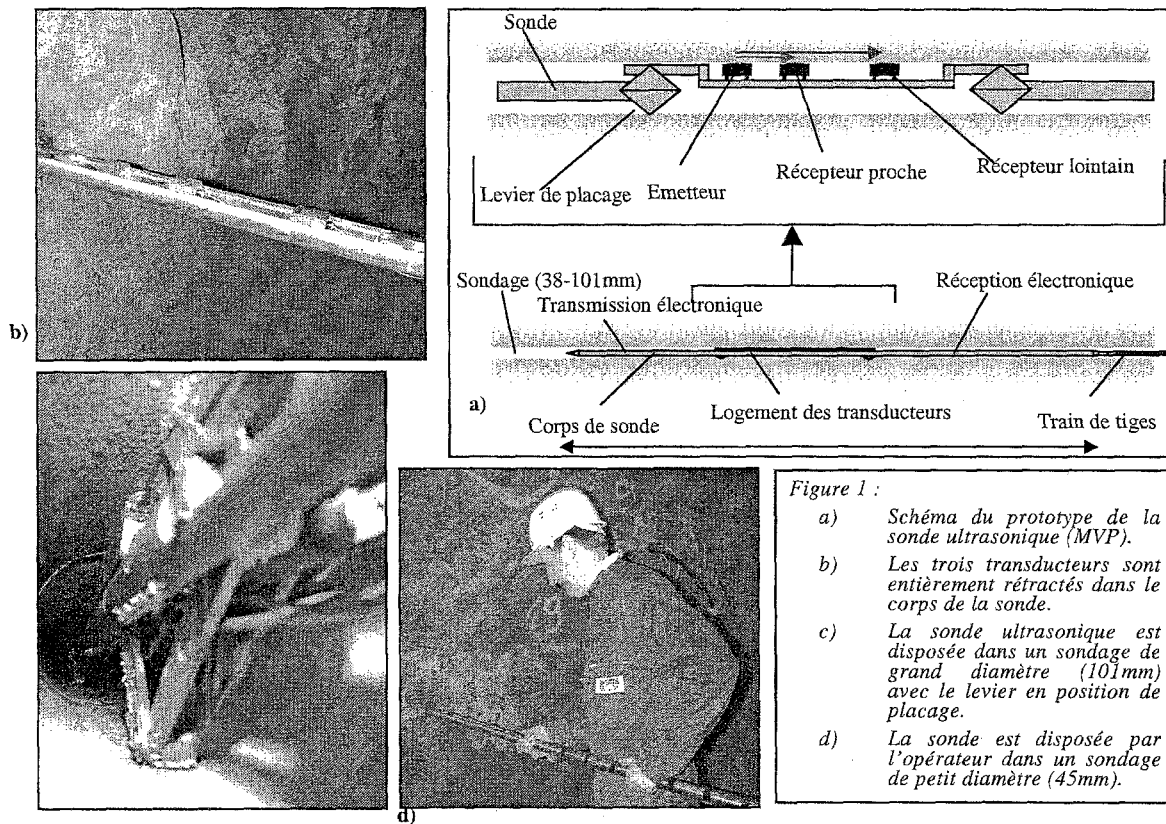 b)
Sonde
Levier de placage
Emetteur
Récepteur proche
Récepteur lointain
Sondage (38-101mm)
Transmission électronique
Réception électronique
a)
Corps de sonde
Logement des transducteurs
Train de tiges
d)
Figure 1 :
a) Schéma du prototype de la
sonde ultrasonique (MVP).
b) Les trois transducteurs sont
entièrement rétractés dans le
corps de la sonde.
c) La sonde ultrasonique est
disposée dans un sondage de
grand diamètre (101mm)
avec le levier en position de
placage.
d) La sonde est disposée par
l'opérateur dans un sondage
de petit diamètre (45mm).